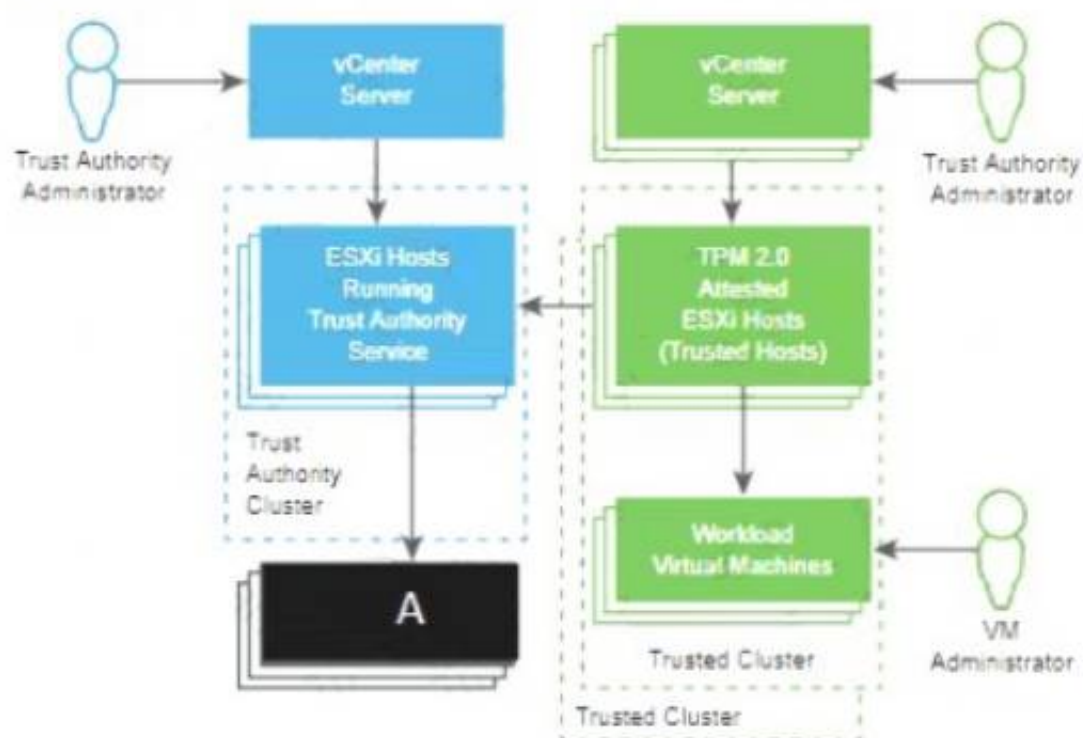 vCenter
Server
vCenter
Server
Trust Authority
Administrator
Trust Authority
Administrator
ESXi Hosts
Running
Trust Authority
Service
TPM 2.0
Attested
ESXi Hosts
(Trusted Hosts)
Trust
Authority
Cluster
A
Workload
Virtual Machines
VM
Administrator
Trusted Cluster
Trusted Cluster